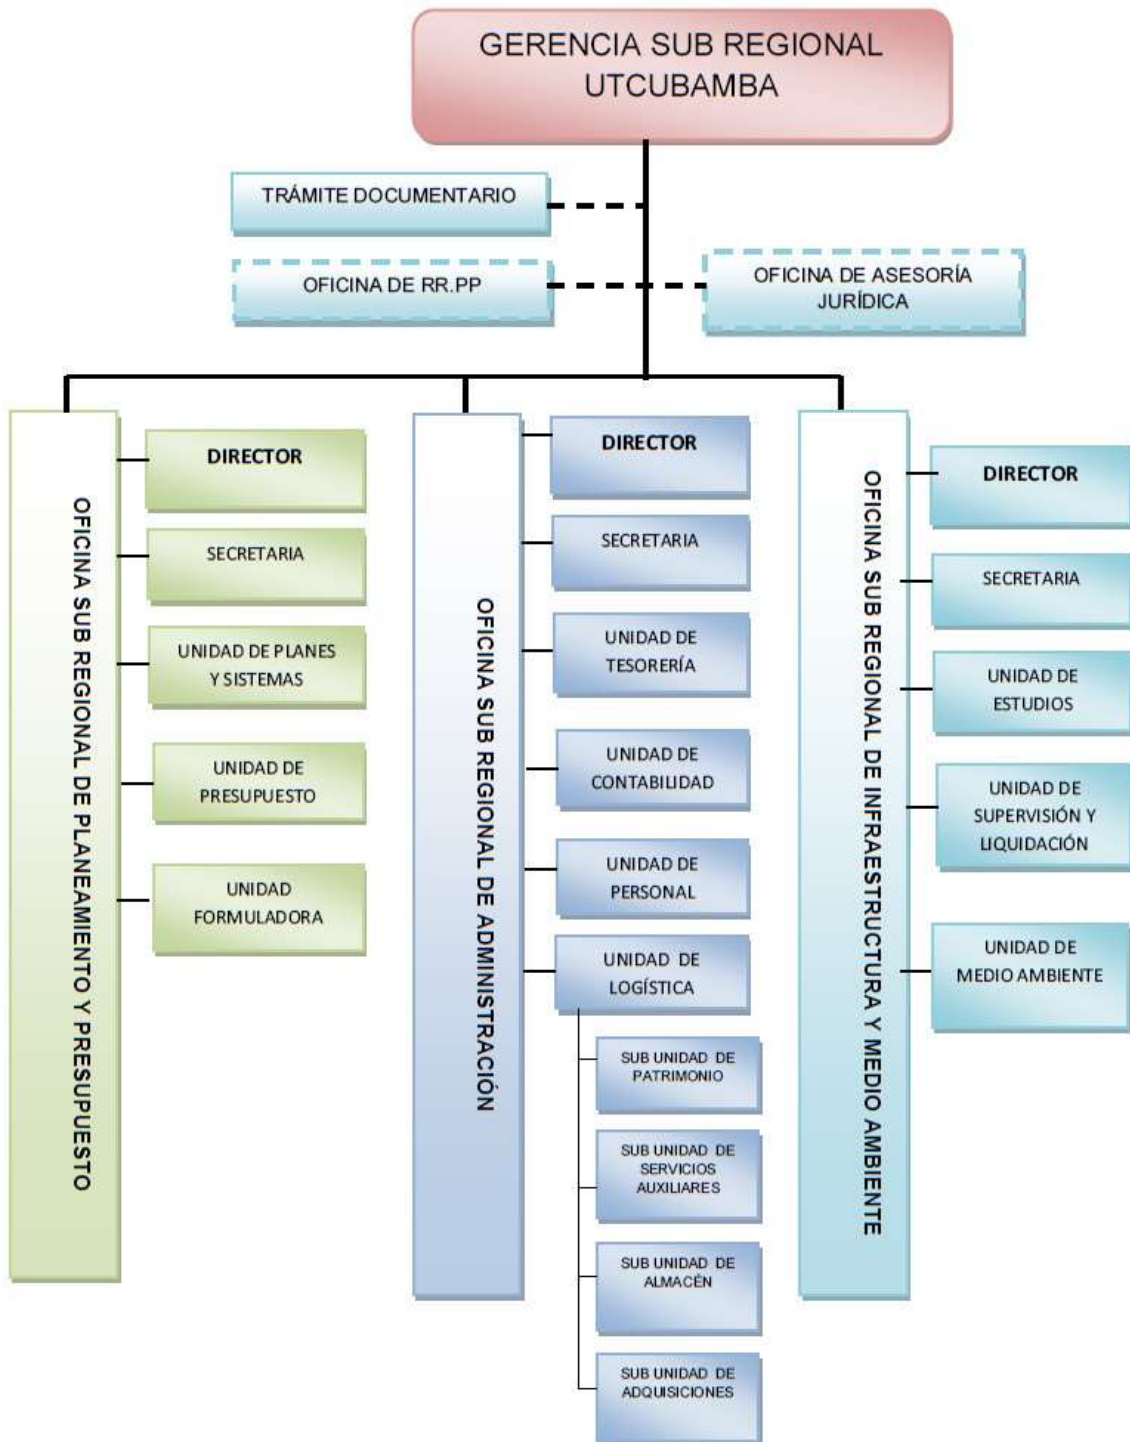 GERENCIA SUB REGIONAL
UTCUBAMBA
TRÁMITE DOCUMENTARIO
OFICINA DE RR.PP
OFICINA DE ASESORÍA
JURÍDICA
OFICINA SUB REGIONAL DE PLANEAMIENTO Y PRESUPUESTO
DIRECTOR
SECRETARIA
UNIDAD DE PLANES
Y SISTEMAS
UNIDAD DE
PRESUPUESTO
UNIDAD
FORMULADORA
OFICINA SUB REGIONAL DE ADMINISTRACIÓN
DIRECTOR
SECRETARIA
UNIDAD DE
TESORERÍA
UNIDAD DE
CONTABILIDAD
UNIDAD DE
PERSONAL
UNIDAD DE
LOGÍSTICA
SUB UNIDAD DE
PATRIMONIO
SUB UNIDAD DE
SERVICIOS
AUXILIARES
SUB UNIDAD DE
ALMACÉN
SUB UNIDAD DE
ADQUISICIONES
OFICINA SUB REGIONAL DE INFRAESTRUCTURA Y MEDIO AMBIENTE
DIRECTOR
SECRETARIA
UNIDAD DE
ESTUDIOS
UNIDAD DE
SUPERVISIÓN Y
LIQUIDACIÓN
UNIDAD DE
MEDIO AMBIENTE